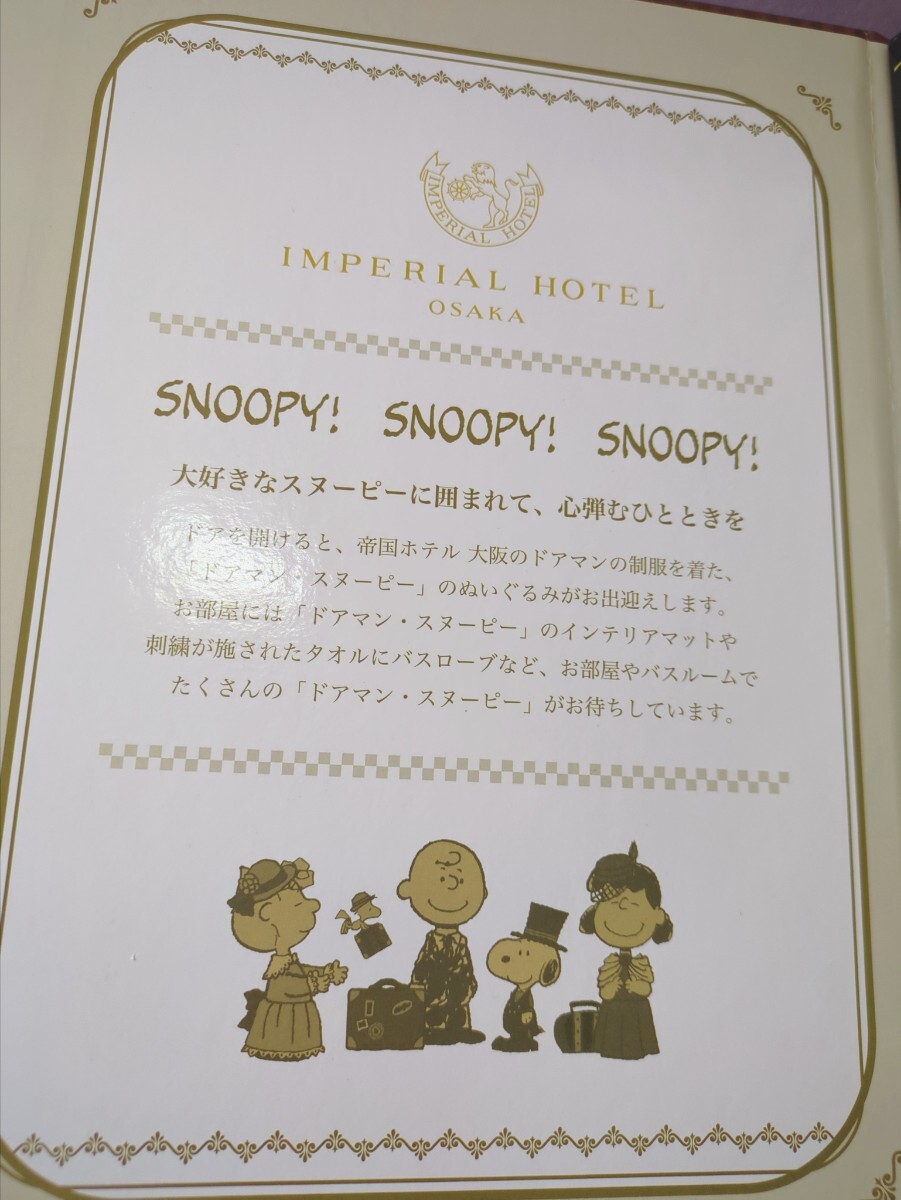 IMPERIAL HOTEL
IMPERIAL HOTEL
OSAKA
SNOOPY! SNOOPY! SNOOPY!
大好きなスヌーピーに囲まれて、心弾むひとときを
ドアを開けると、帝国ホテル 大阪のドアマンの制服を着た、
「ドアマン・スヌーピー」のぬいぐるみがお出迎えします。
お部屋には「ドアマン・スヌーピー」のインテリアマットや
刺繍が施されたタオルにバスローブなど、お部屋やバスルームで
たくさんの「ドアマン・スヌーピー」がお待ちしています。